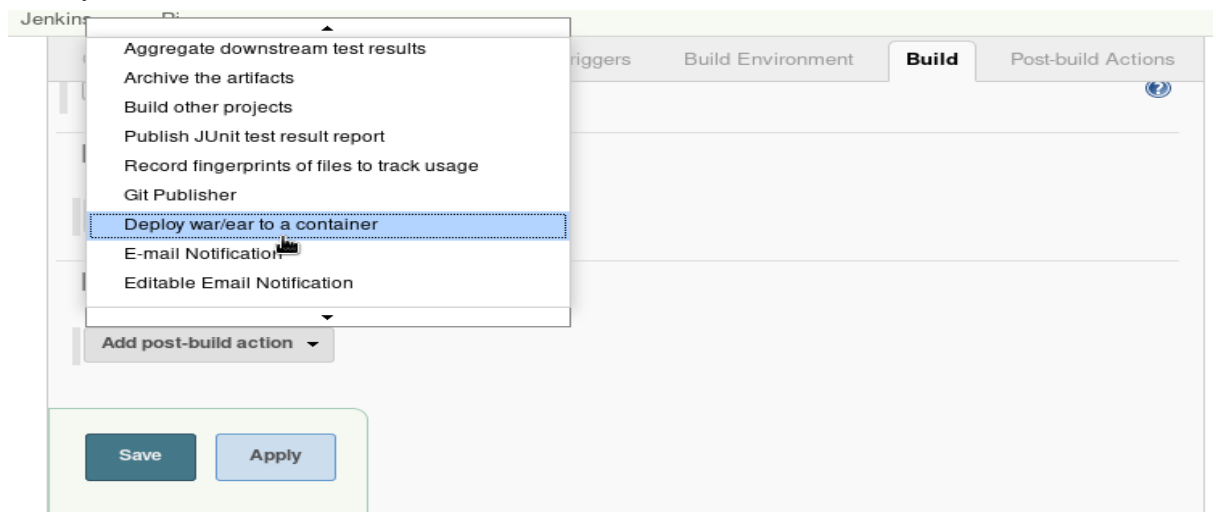 Aggregate downstream test results
Archive the artifacts
Build other projects
Publish JUnit test result report
Record fingerprints of files to track usage
Git Publisher
Deploy war/ear to a container
E-mail Notification
Editable Email Notification
Add post-build action
Build Environment
Build
Post-build Actions
?
Save
Apply